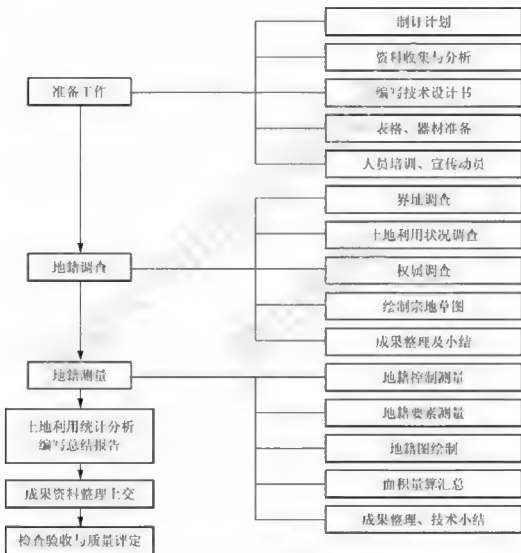 准备工作
制订计划
资料收集与分析
编写技术设计书
表格、器材准备
人员培训、宣传动员
地籍调查
界址调查
土地利用状况调查
权属调查
绘制宗地草图
成果整理及小结
地籍测量
地籍控制测量
地籍要素测量
地籍图绘制
面积量算汇总
成果整理、技术小结
土地利用统计分析
编写总结报告
成果资料整理上交
检查验收与质量评定